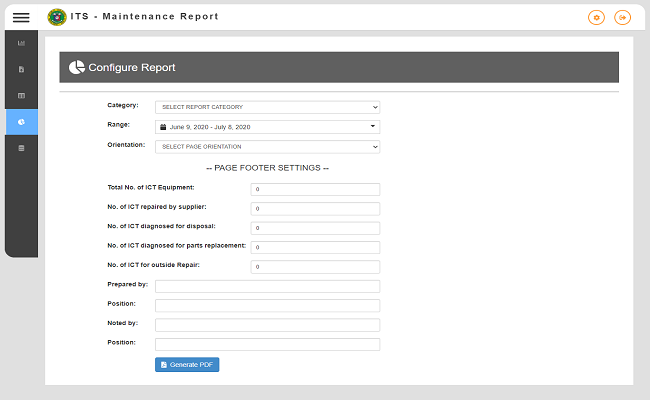 ITS - Maintenance Report
Configure Report
Category: SELECT REPORT CATEGORY
Range: June 9, 2020 - July 8, 2020
Orientation: SELECT PAGE ORIENTATION
-- PAGE FOOTER SETTINGS --
Total No. of ICT Equipment: 0
No. of ICT repaired by supplier: 0
No. of ICT diagnosed for disposal: 0
No. of ICT diagnosed for parts replacement: 0
No. of ICT for outside Repair: 0
Prepared by:
Position:
Noted by:
Position:
Generate PDF